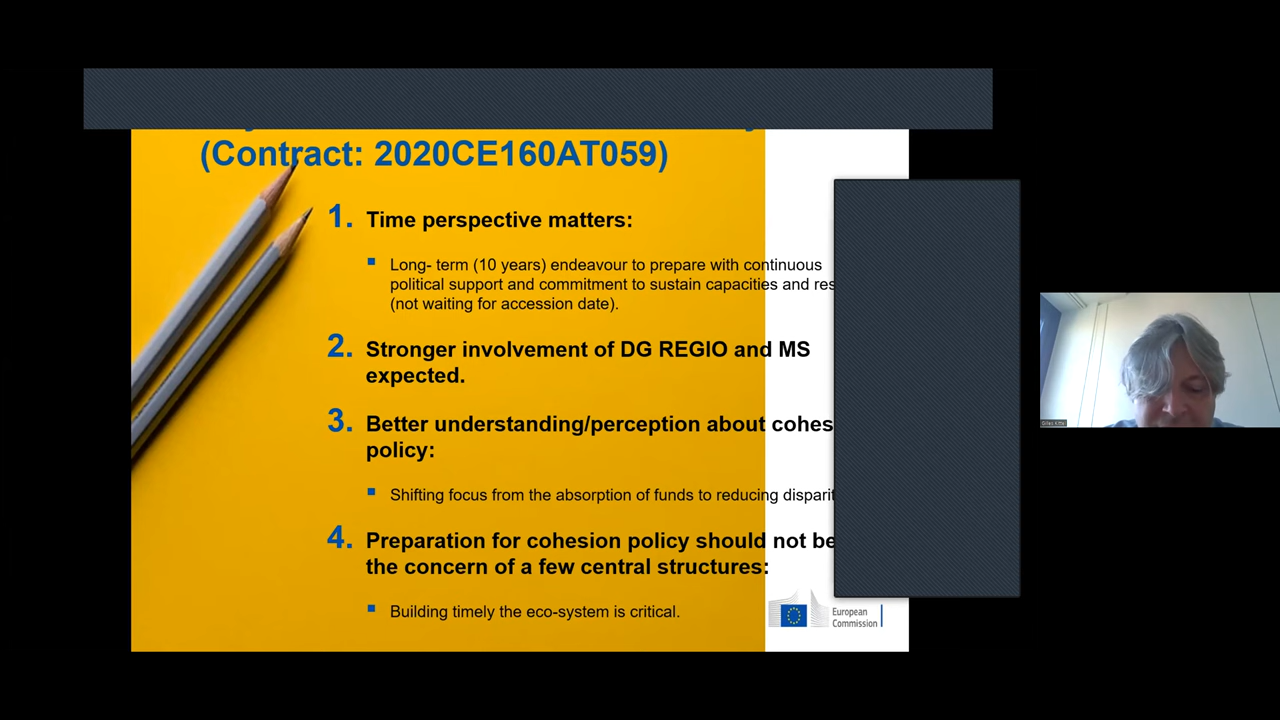 (Contract: 2020CE160AT059)
1. Time perspective matters:
Long- term (10 years) endeavour to prepare with continuous
political support and commitment to sustain capacities and
(not waiting for accession date).
2. Stronger involvement of DG REGIO and MS
expected.
3. Better understanding/perception about
policy:
Shifting focus from the absorption of funds to reducing
4. Preparation for cohesion policy should not be
the concern of a few central structures:
Building timely the eco-system is critical.
European
Commission